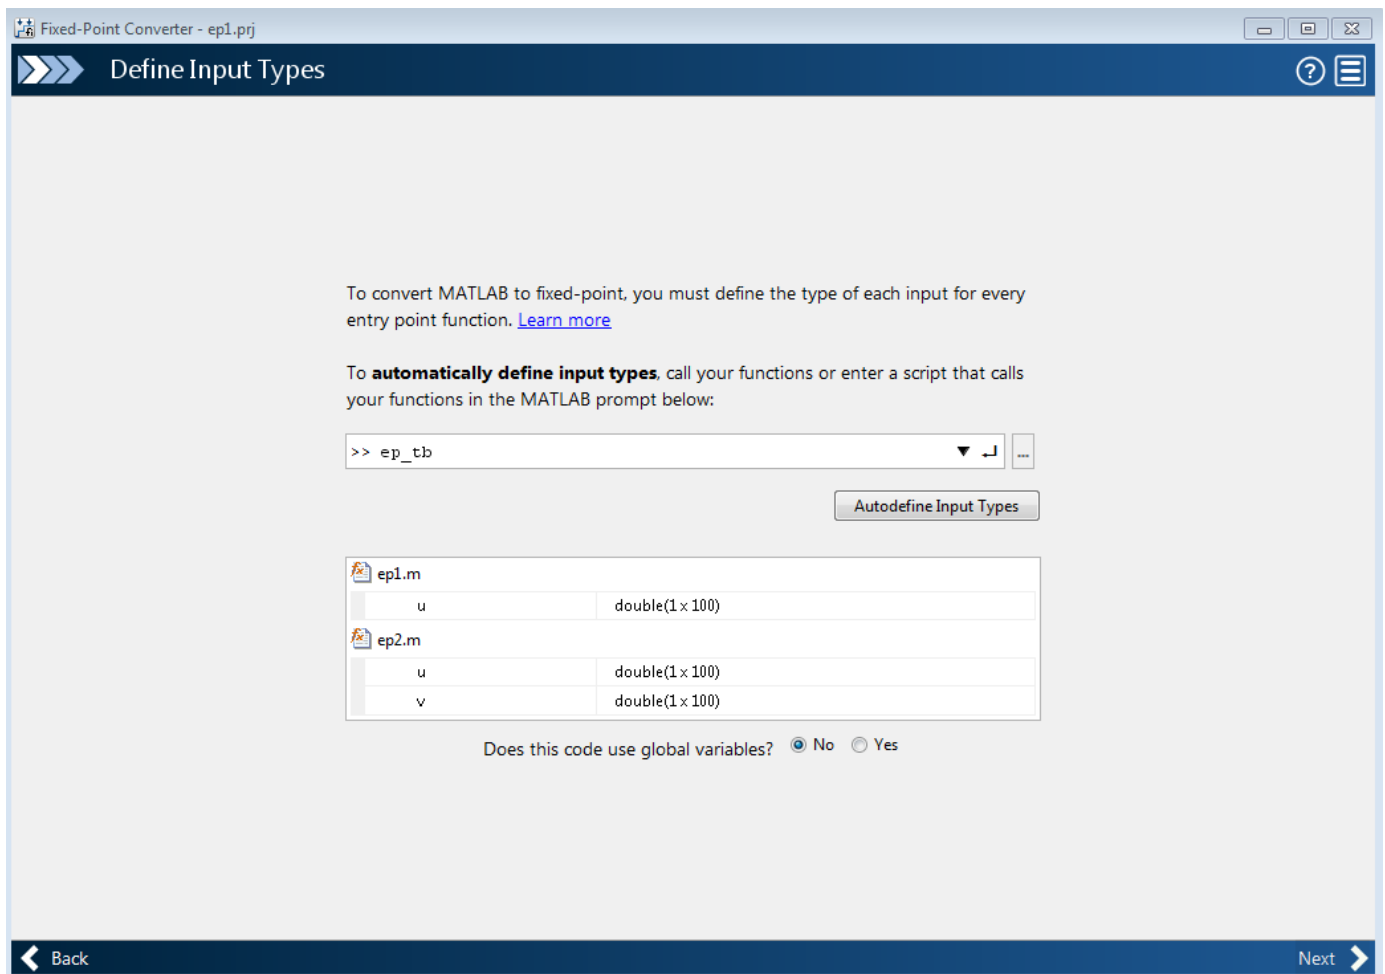 Fixed-Point Converter - ep1.prj
Define Input Types
To convert MATLAB to fixed-point, you must define the type of each input for every
entry point function. Learn more
To automatically define input types, call your functions or enter a script that calls
your functions in the MATLAB prompt below:
>> ep_tb
...
Autodefine Input Types
ep1.m
u double(1 x 100)
ep2.m
u double(1 x 100)
v double(1 x 100)
Does this code use global variables? No Yes
Back Next